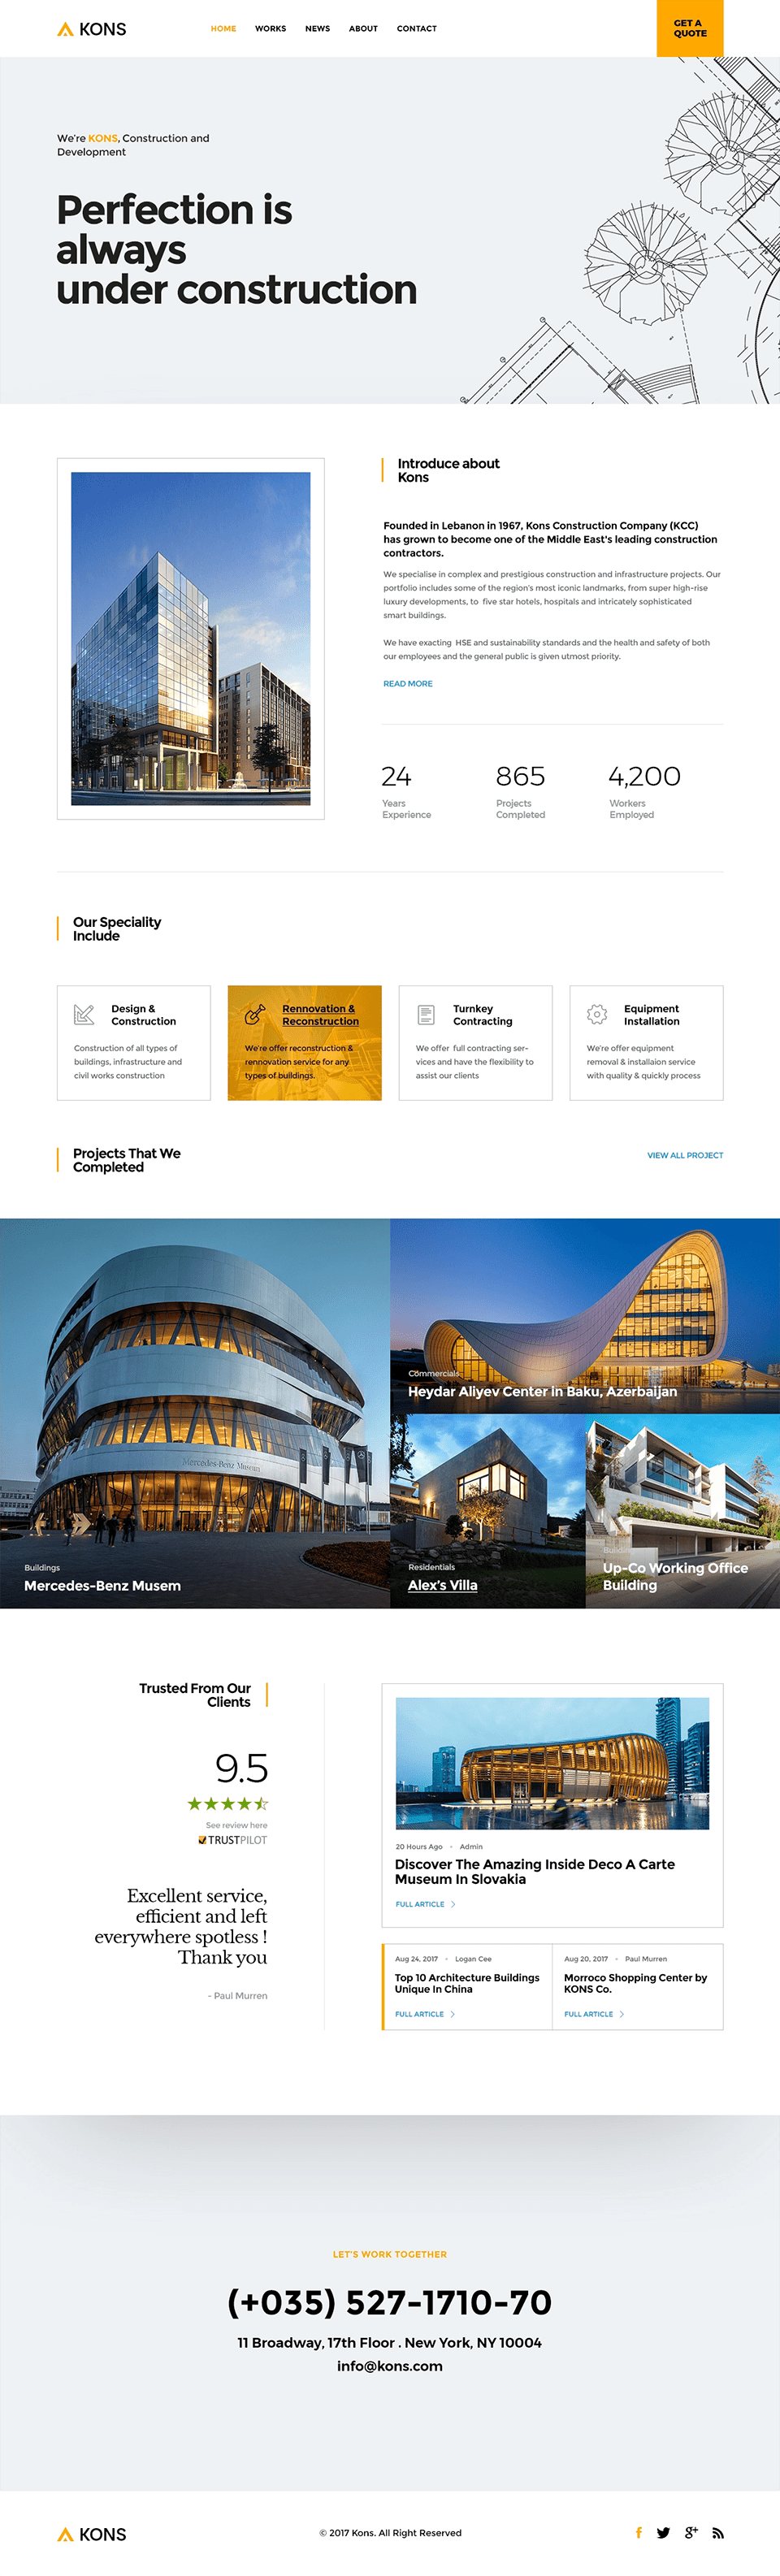 KONS
HOME WORKS NEWS ABOUT CONTACT
GET A
QUOTE
We're KONS, Construction and
Development
Perfection is
always
under construction
Introduce about
Kons
Founded in Lebanon in 1967, Kons Construction Company (KCC)
has grown to become one of the Middle East's leading construction
contractors.
We specialise in complex and prestigious construction and infrastructure projects. Our
portfolio includes some of the region's most iconic landmarks, from super high-rise
luxury developments, to five star hotels, hospitals and intricately sophisticated
smart buildings.
We have exacting HSE and sustainability standards and the health and safety of both
our employees and the general public is given utmost priority.
READ MORE
24
Years
Experience
865
Projects
Completed
4,200
Workers
Employed
Our Speciality
Include
Design &
Construction
Construction of all types of
buildings, infrastructure and
civil works construction
Rennovation &
Reconstruction
We're offer reconstruction &
rennovation service for any
types of buildings.
Turnkey
Contracting
We offer full contracting ser-
vices and have the flexibility to
assist our clients
Equipment
Installation
We're offer equipment
removal & installaion service
with quality & quickly process
Projects That We
Completed
VIEW ALL PROJECT
Mercedes-Benz Museum
Buildings
Mercedes-Benz Musem
Commercials
Heydar Aliyev Center in Baku, Azerbaijan
Residentials
Alex's Villa
Up-Co Working Office
Building
Trusted From Our
Clients
9.5
See review here
TRUSTPILOT
Excellent service,
efficient and left
everywhere spotless !
Thank you
- Paul Murren
20 Hours Ago Admin
Discover The Amazing Inside Deco A Carte
Museum In Slovakia
FULL ARTICLE
Aug 24, 2017 Logan Cee
Top 10 Architecture Buildings
Unique In China
FULL ARTICLE
Aug 20, 2017 Paul Murren
Morroco Shopping Center by
KONS Co.
FULL ARTICLE
LET'S WORK TOGETHER
(+035) 527-1710-70
11 Broadway, 17th Floor . New York, NY 10004
info@kons.com
KONS
© 2017 Kons. All Right Reserved